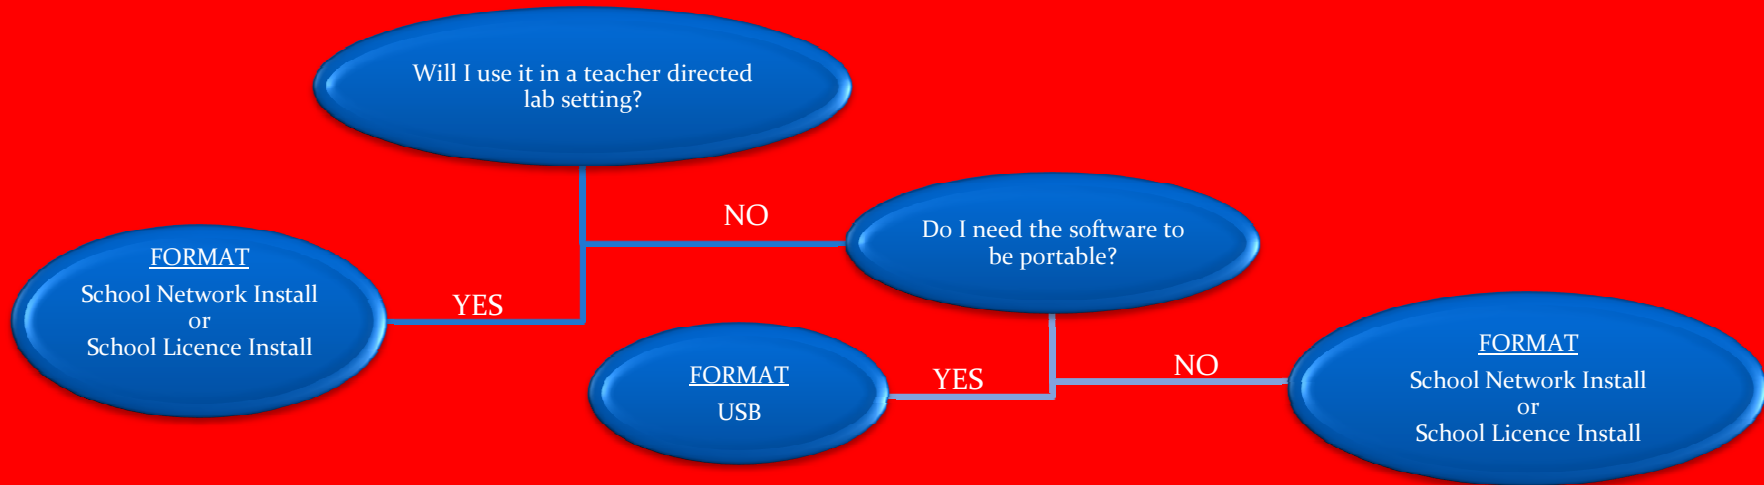 Will I use it in a teacher directed
lab setting?
NO
Do I need the software to
be portable?
FORMAT
School Network Install
or
School Licence Install
YES
FORMAT
USB
YES
NO
FORMAT
School Network Install
or
School Licence Install